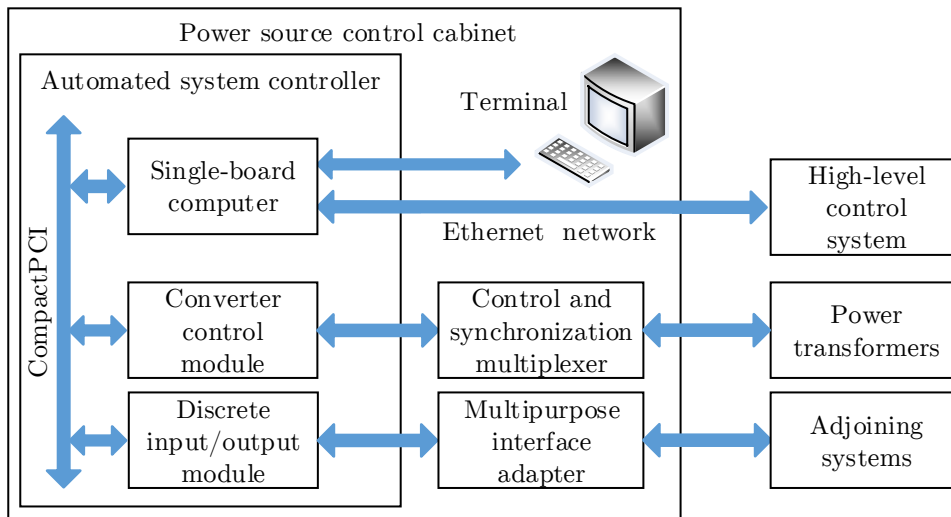 Power source control cabinet
Automated system controller
Terminal
CompactPCI
Single-board
computer
High-level
control
system
Ethernet network
Converter
control
module
Control and
synchronization
multiplexer
Power
transformers
Discrete
input/output
module
Multipurpose
interface
adapter
Adjoining
systems